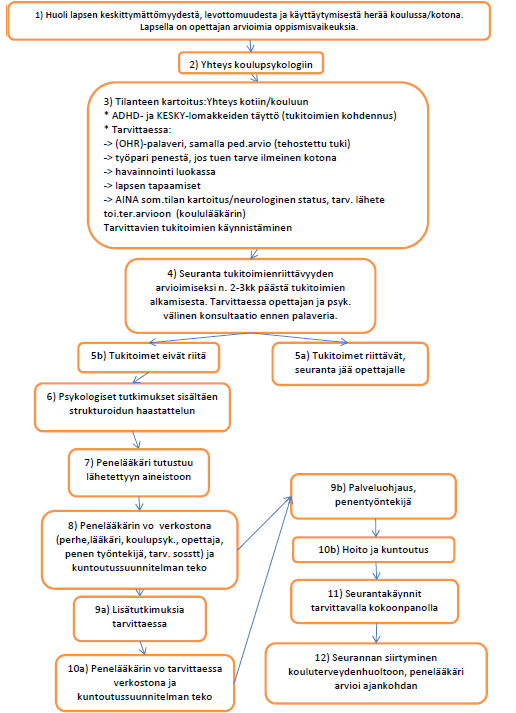 1) Huoli lapsen keskittymättömyydestä, levottomuudesta ja käyttäytymisestä herää koulussa/kotona.
Lapsella on opettajan arvioimia oppismisvaikeuksia.
2) Yhteys koulupsykologiin
3) Tilanteen kartoitus:Yhteys kotiin/kouluun
* ADHD- ja KESKY-lomakkeiden täyttö (tukitoimien kohdennus)
* Tarvittaessa:
-> (OHR)-palaveri, samalla ped.arvio (tehostettu tuki)
-> työpari penestä, jos tuen tarve ilmeinen kotona
-> havainnointi luokassa
-> lapsen tapaamiset
-> AINA som.tilan kartoitus/neurologinen status, tarv. lähete
toi.ter.arvioon (koululääkärin)
Tarvittavien tukitoimien käynnistäminen
4) Seuranta tukitoimienriittävyyden
arvioimiseksi n. 2-3kk päästä tukitoimien
alkamisesta. Tarvittaessa opettajan ja psyk.
välinen konsultaatio ennen palaveria.
5b) Tukitoimet eivät riitä
5a) Tukitoimet riittävät,
seuranta jää opettajalle
6) Psykologiset tutkimukset sisältäen
strukturoidun haastattelun
7) Penelääkäri tutustuu
lähetettyyn aineistoon
8) Penelääkärin vo verkostona
(perhe,lääkäri, koulupsyk., opettaja,
penen työntekijä, tarv. sosstt) ja
kuntoutussuunnitelman teko
9a) Lisätutkimuksia
tarvittaessa
10a) Penelääkärin vo tarvittaessa
verkostona ja
kuntoutussuunnitelman teko
9b) Palveluohjaus,
penentyöntekijä
10b) Hoito ja kuntoutus
11) Seurantakäynnit
tarvittavalla kokoonpanolla
12) Seurannan siirtyminen
kouluterveydenhuoltoon, penelääkäri
arvioi ajankohdan